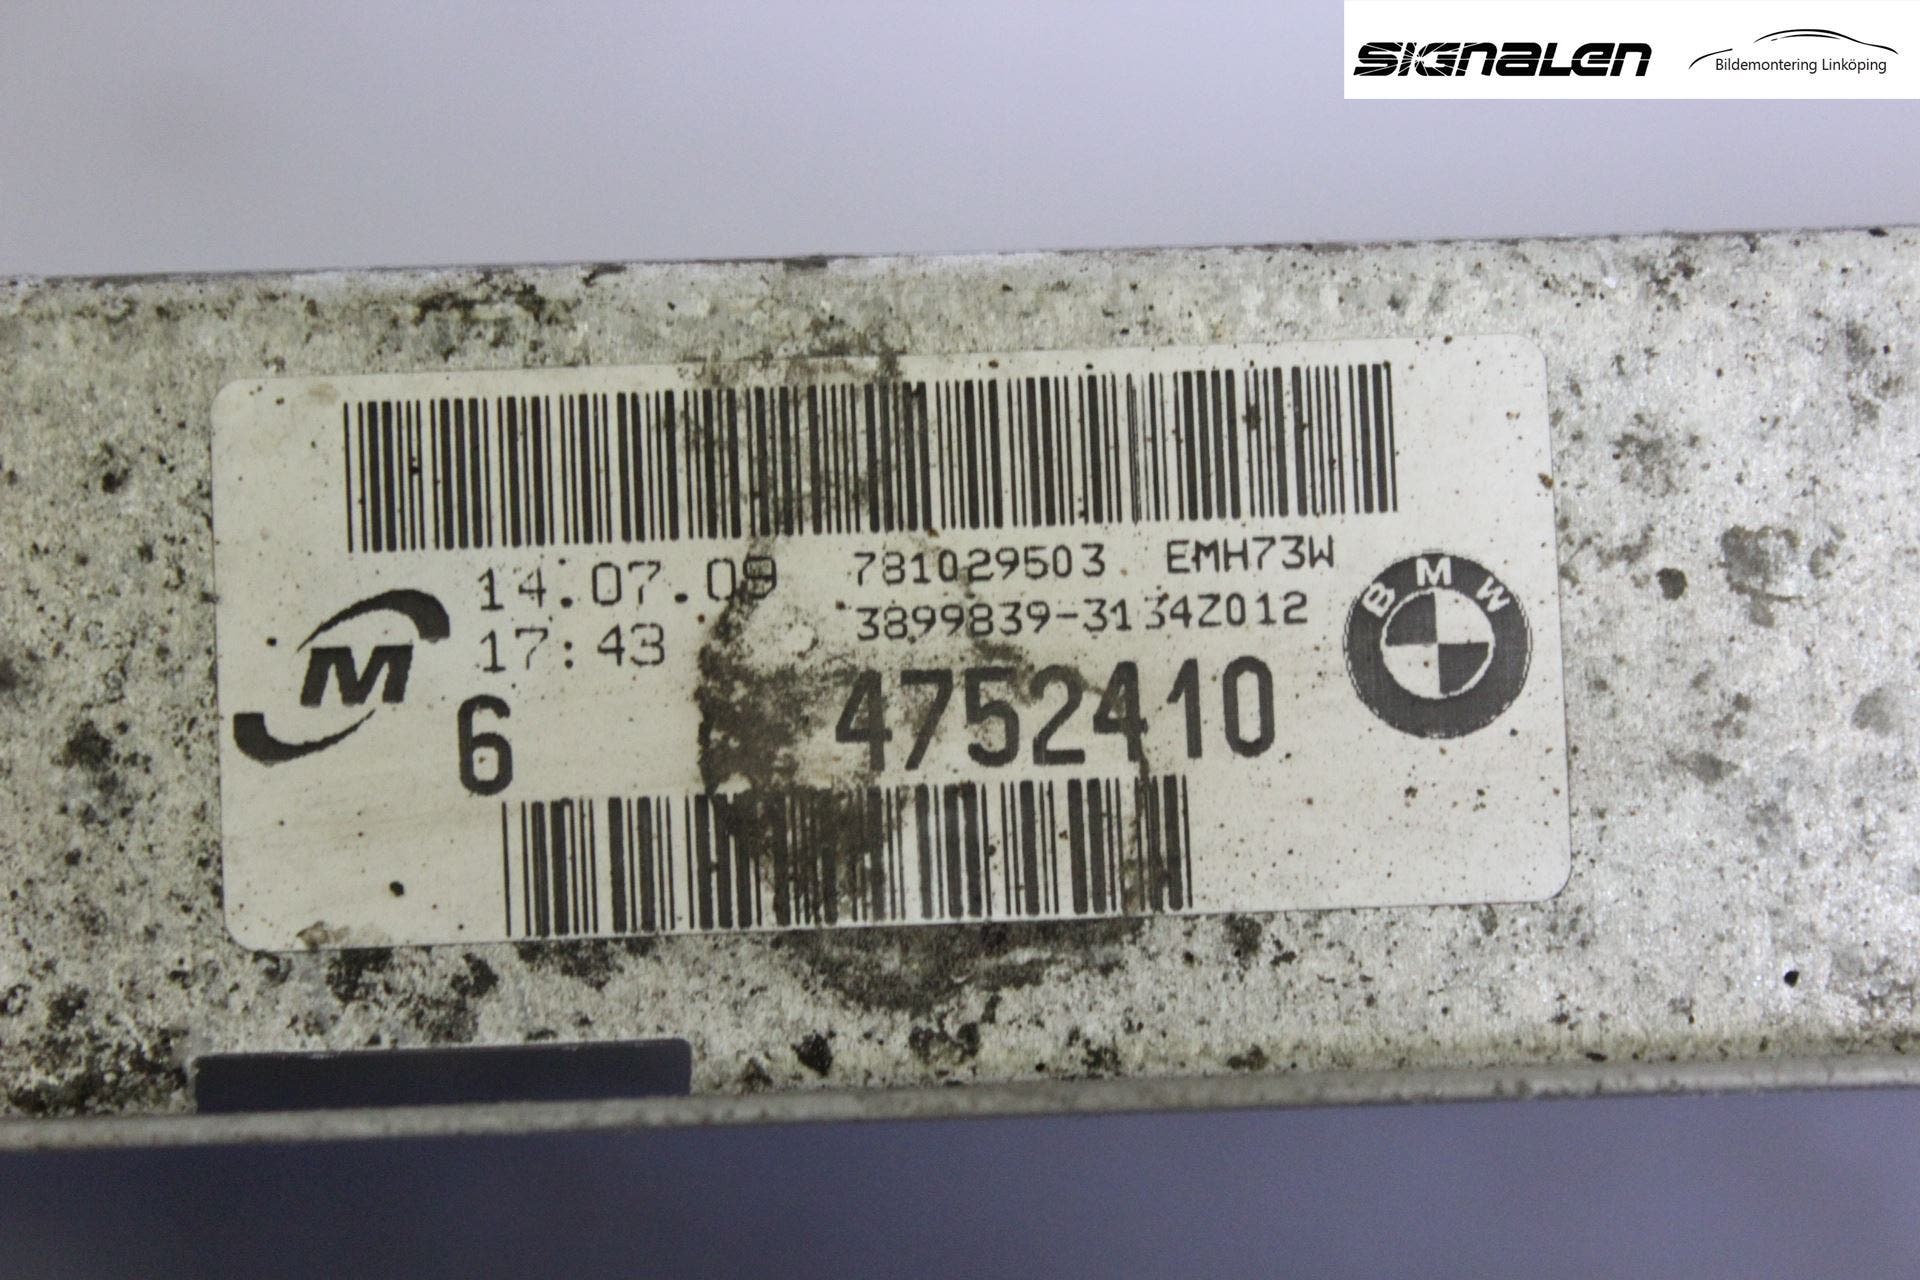 SIGNALEN
Bildemontering Linköping
14.07.09 781029503 EMH73W
17:43 3899839-3134Z012
M
BMW
6 4752410